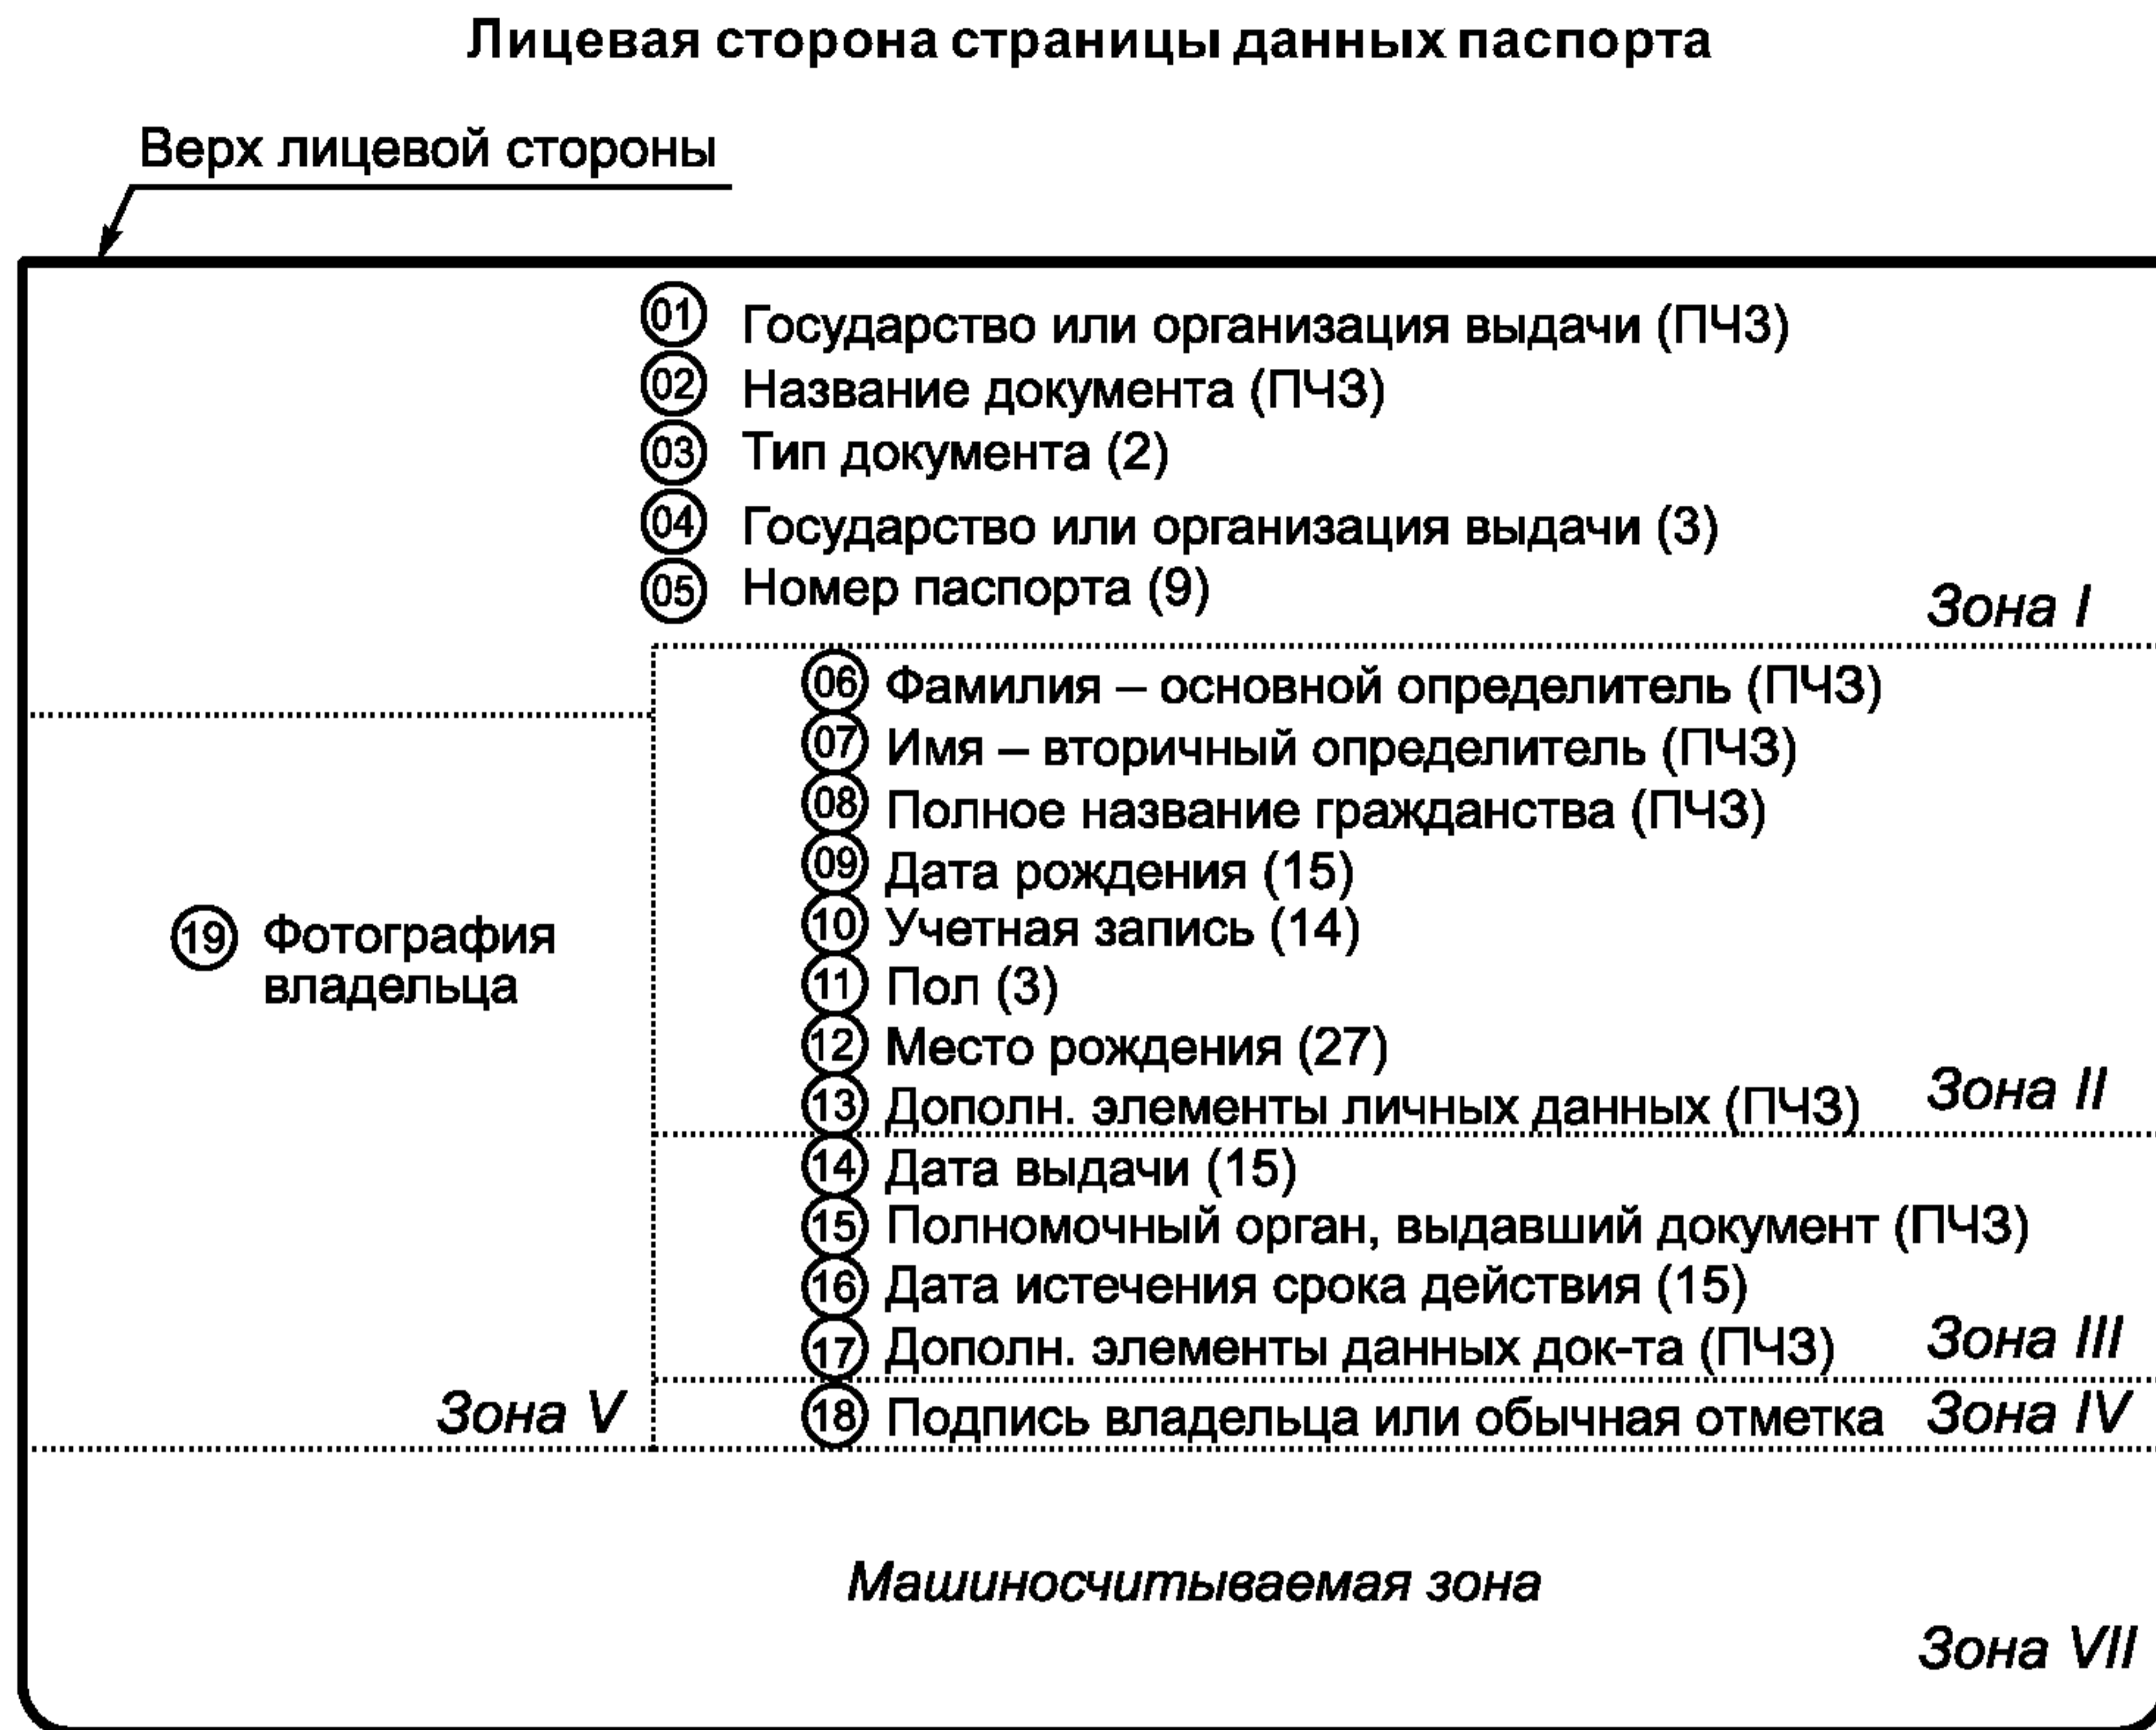 Лицевая сторона страницы данных паспорта
Верх лицевой стороны
01 Государство или организация выдачи (ПЧЗ)
02 Название документа (ПЧЗ)
03 Тип документа (2)
04 Государство или организация выдачи (3)
05 Номер паспорта (9)
Зона I
06 Фамилия – основной определитель (ПЧЗ)
07 Имя – вторичный определитель (ПЧЗ)
08 Полное название гражданства (ПЧЗ)
09 Дата рождения (15)
10 Учетная запись (14)
11 Пол (3)
12 Место рождения (27)
13 Дополн. элементы личных данных (ПЧЗ)
Зона II
14 Дата выдачи (15)
15 Полномочный орган, выдавший документ (ПЧЗ)
16 Дата истечения срока действия (15)
17 Дополн. элементы данных док-та (ПЧЗ)
Зона III
18 Подпись владельца или обычная отметка
Зона IV
19 Фотография
владельца
Зона V
Машиносчитываемая зона
Зона VII